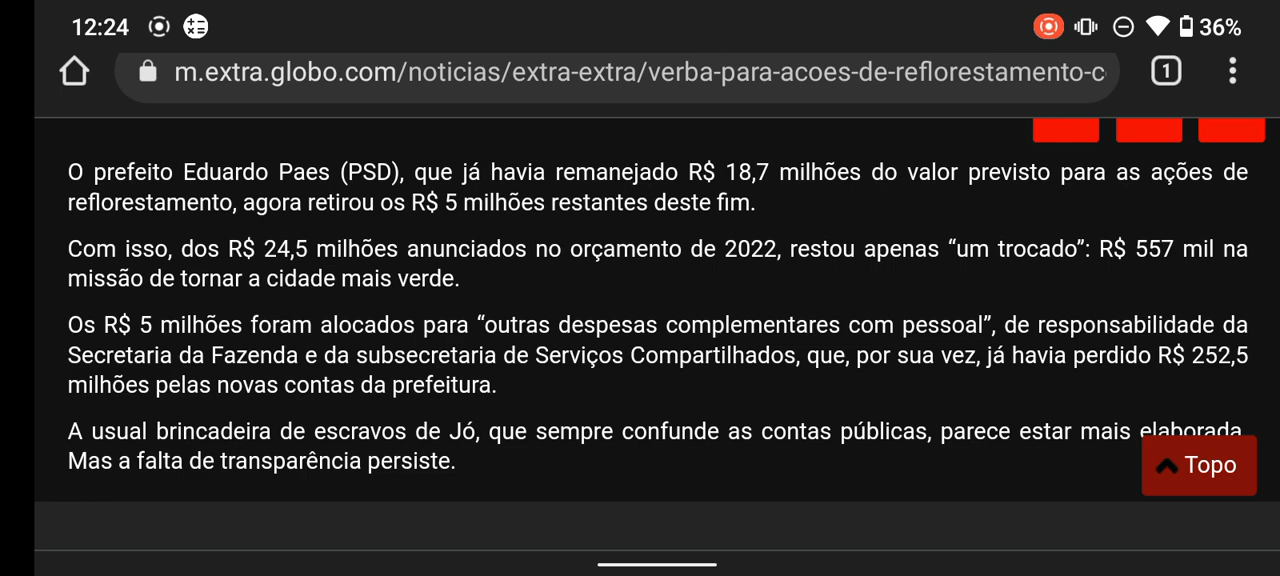 12:24
36%
m.extra.globo.com/noticias/extra-extra/verba-para-acoes-de-reflorestamento-c
1
O prefeito Eduardo Paes (PSD), que já havia remanejado R$ 18,7 milhões do valor previsto para as ações de
reflorestamento, agora retirou os R$ 5 milhões restantes deste fim.
Com isso, dos R$ 24,5 milhões anunciados no orçamento de 2022, restou apenas “um trocado”: R$ 557 mil na
missão de tornar a cidade mais verde.
Os R$ 5 milhões foram alocados para “outras despesas complementares com pessoal”, de responsabilidade da
Secretaria da Fazenda e da subsecretaria de Serviços Compartilhados, que, por sua vez, já havia perdido R$ 252,5
milhões pelas novas contas da prefeitura.
A usual brincadeira de escravos de Jó, que sempre confunde as contas públicas, parece estar mais elaborada.
Mas a falta de transparência persiste.
Topo